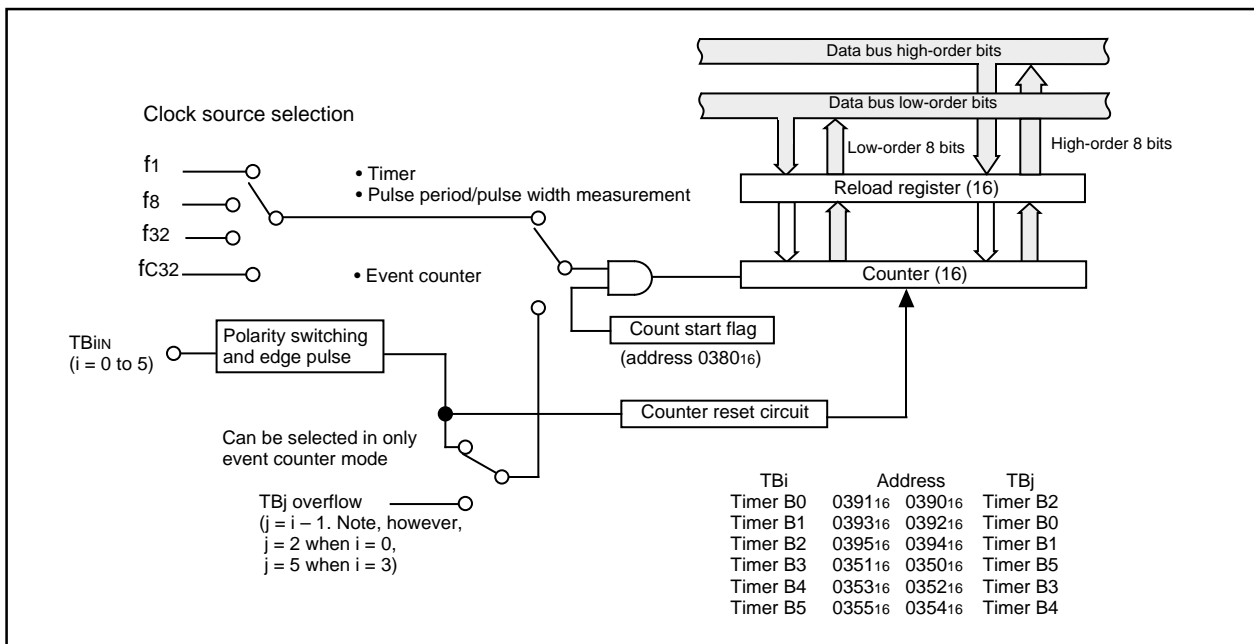 Data bus high-order bits
Data bus low-order bits
Clock source selection
Low-order 8 bits
High-order 8 bits
f1
• Timer
Reload register (16)
f8
• Pulse period/pulse width measurement
f32
fC32
• Event counter
Counter (16)
TBiIN
(i = 0 to 5)
Polarity switching
and edge pulse
Count start flag
(address 038016)
Counter reset circuit
Can be selected in only
event counter mode
TBj overflow
(j = i – 1. Note, however,
j = 2 when i = 0,
j = 5 when i = 3)
TBi Address TBj
Timer B0 039116 039016 Timer B2
Timer B1 039316 039216 Timer B0
Timer B2 039516 039416 Timer B1
Timer B3 035116 035016 Timer B5
Timer B4 035316 035216 Timer B3
Timer B5 035516 035416 Timer B4